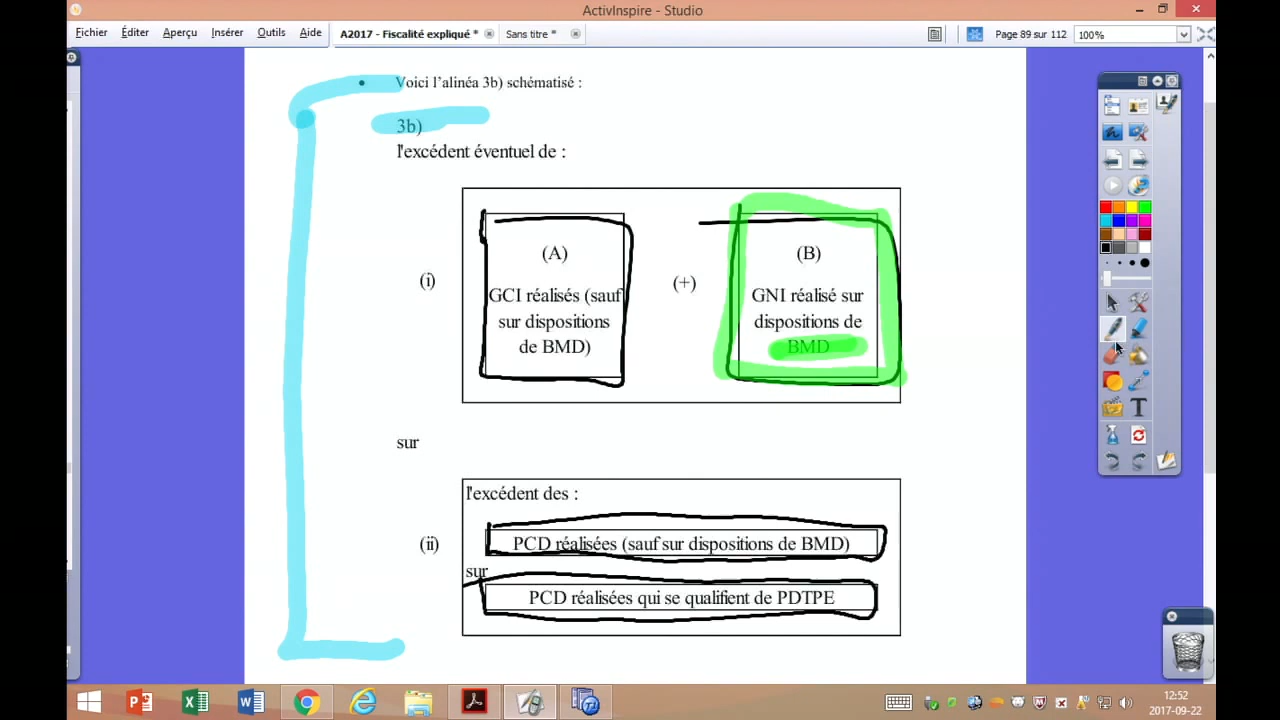 ActivInspire - Studio
Fichier Éditer Aperçu Insérer Outils Aide
A2017 - Fiscalité expliqué *
Sans titre *
Page 89 sur 112
100%
• Voici l'alinéa 3b) schématisé :
3b)
l'excédent éventuel de :
(i)
(A)
GCI réalisés (sauf
sur dispositions
de BMD)
(+)
(B)
GNI réalisé sur
dispositions de
BMD
sur
(ii)
l'excédent des :
PCD réalisées (sauf sur dispositions de BMD)
sur
PCD réalisées qui se qualifient de PDTPE
12:52
2017-09-22